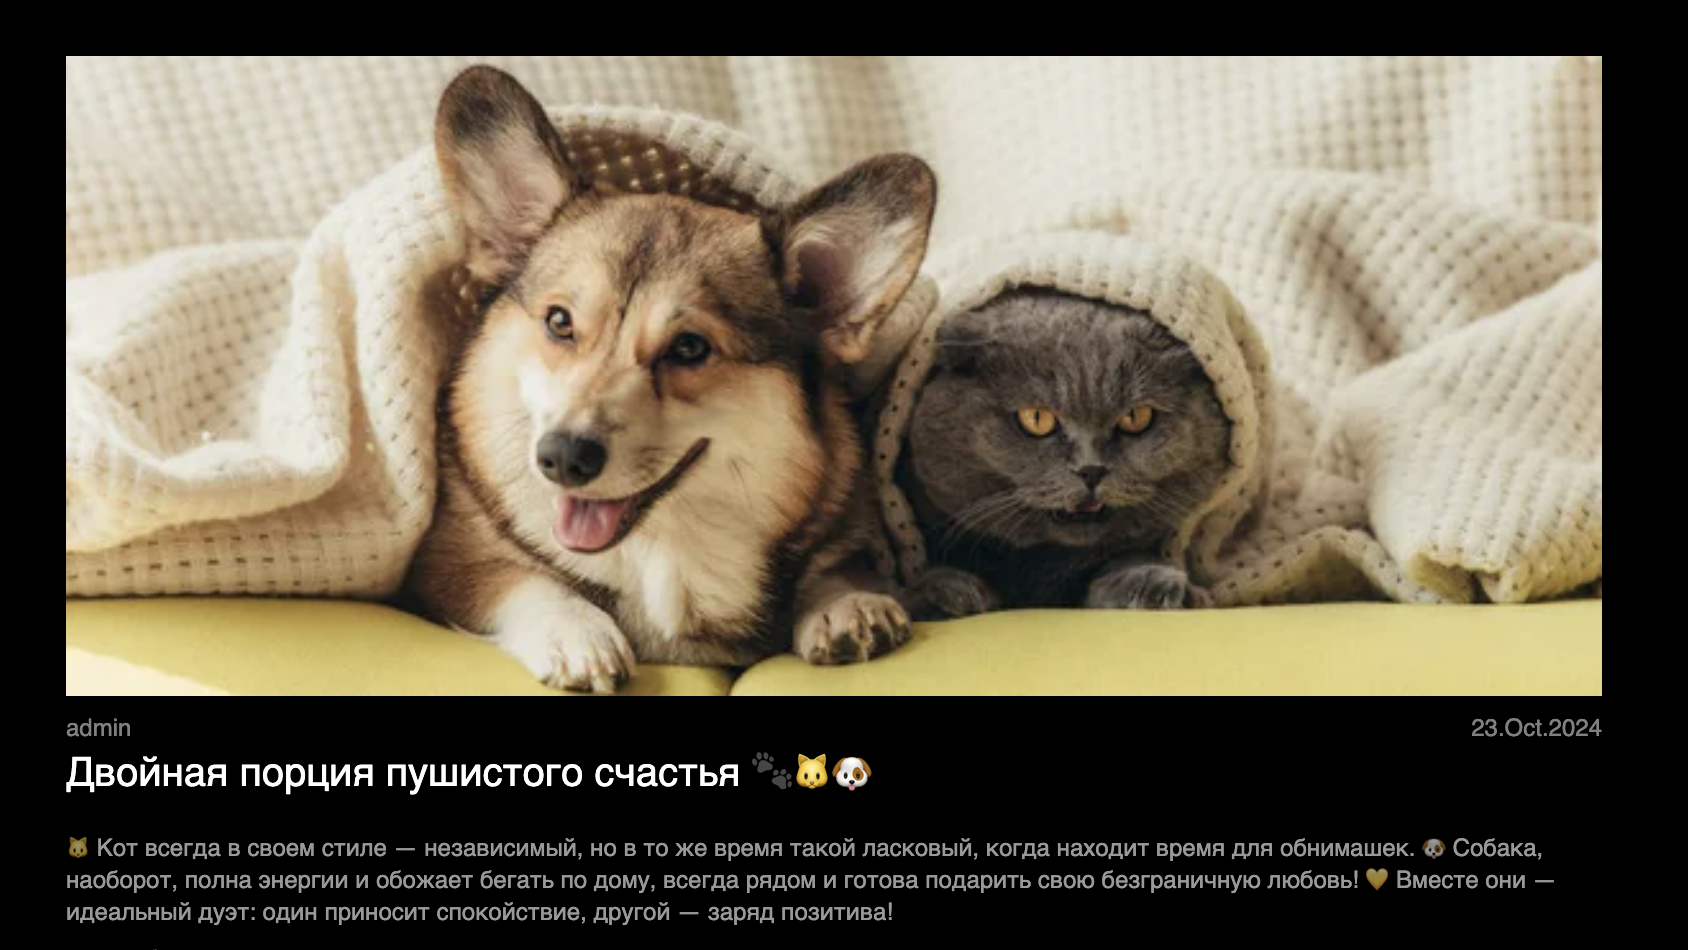 admin
23.Oct.2024
Двойная порция пушистого счастья 🐾🐱🐶
🐱 Кот всегда в своем стиле — независимый, но в то же время такой ласковый, когда находит время для обнимашек. 🐶 Собака,
наоборот, полна энергии и обожает бегать по дому, всегда рядом и готова подарить свою безграничную любовь! 💛 Вместе они —
идеальный дуэт: один приносит спокойствие, другой — заряд позитива!